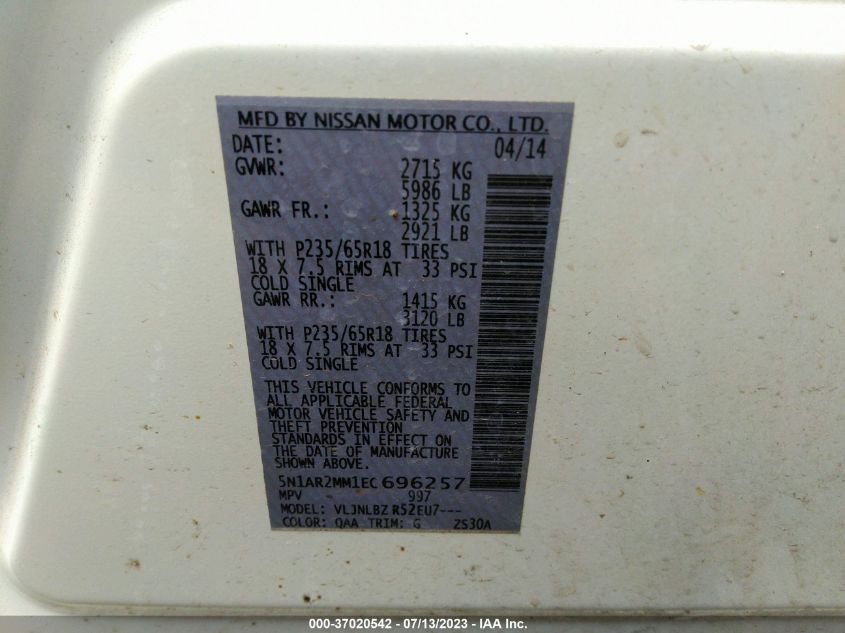 MFD BY NISSAN MOTOR CO., LTD.
DATE: 04/14
GVWR: 2715 KG
5986 LB
GAWR FR.: 1325 KG
2921 LB
WITH P235/65R18 TIRES
18 X 7.5 RIMS AT 33 PSI
COLD SINGLE
GAWR RR.: 1415 KG
3120 LB
WITH P235/65R18 TIRES
18 X 7.5 RIMS AT 33 PSI
COLD SINGLE
THIS VEHICLE CONFORMS TO
ALL APPLICABLE FEDERAL
MOTOR VEHICLE SAFETY AND
THEFT PREVENTION
STANDARDS IN EFFECT ON
THE DATE OF MANUFACTURE
SHOWN ABOVE.
5N1AR2MM1EC696257
MPV 997
MODEL: VLJNLBZ R52EU7---
COLOR: QAA TRIM: G ZS30A
000-37020542 - 07/13/2023 - IAA Inc.